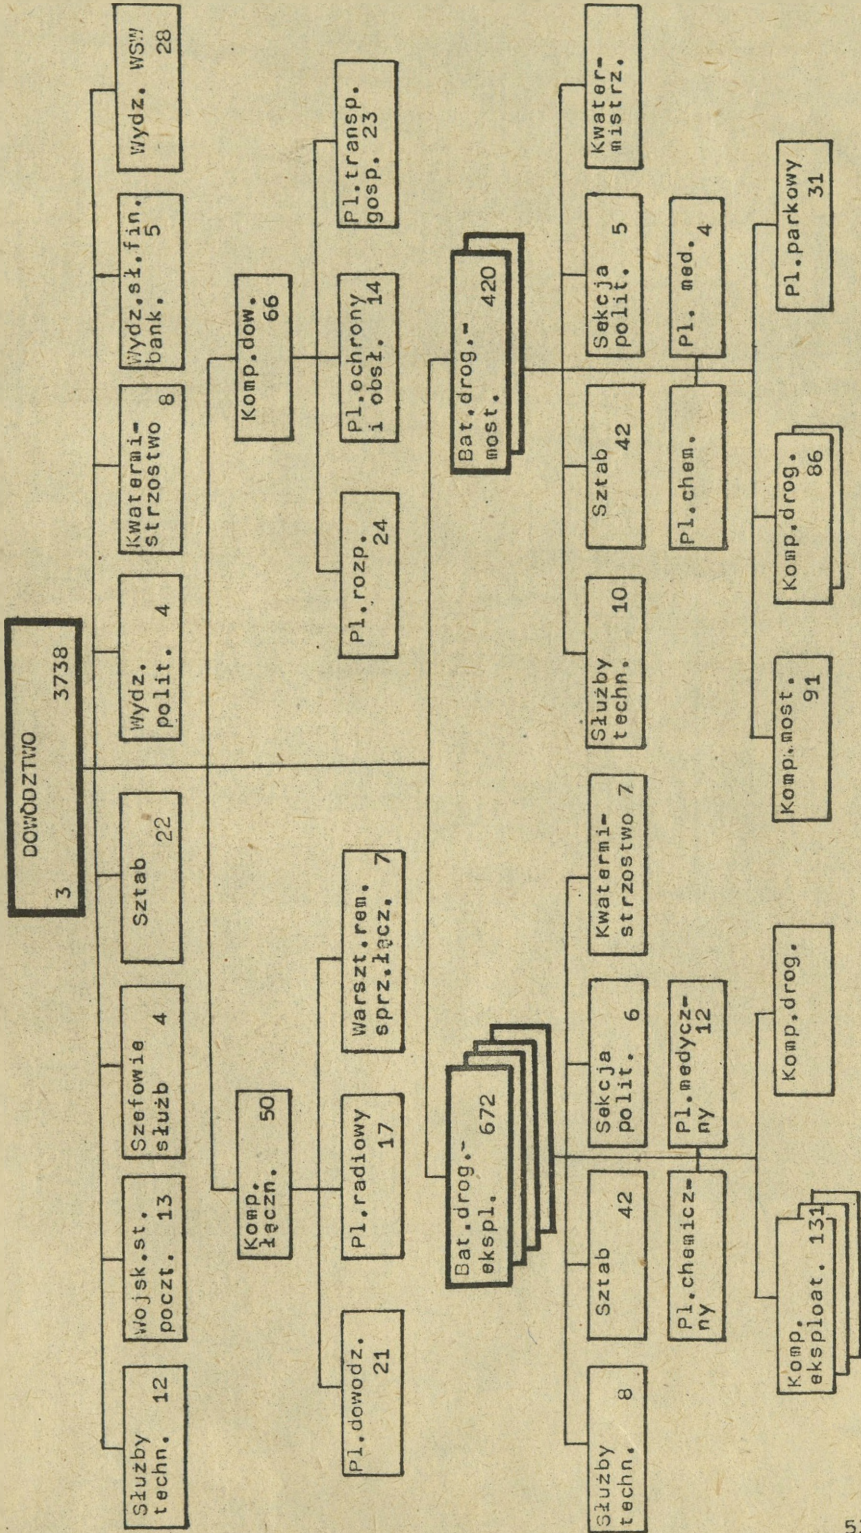 DOWÓDZTWO
3 3738
Służby
techn. 12
Wojsk.st.
poczt. 13
Szefowie
służb 4
Sztab
22
Wydz.
polit. 4
Kwatermi-
strzostwo 8
Wydz.sł.fin.
bank. 5
Wydz. WSW
28
Komp.
łączn. 50
Komp.dow.
66
Pl.dowodz.
21
Pl.radiowy
17
Warszt.rem.
sprz.łącz. 7
Pl.rozp.
24
Pl.ochrony
i obsł. 14
Pl.transp.
gosp. 23
Bat.drog.-
ekspl. 672
Bat.drog.-
most. 420
Służby
techn. 8
Sztab
42
Sekcja
polit. 6
Kwatermi-
strzostwo 7
Służby
techn. 10
Sztab
42
Sekcja
polit. 5
Kwater-
mistrz.
Pl.chemicz-
ny
Pl.medycz-
ny 12
Pl.chem.
Pl. med.
4
Komp.
eksploat. 131
Komp.drog.
Komp.most.
91
Komp.drog.
86
Pl.parkowy
31